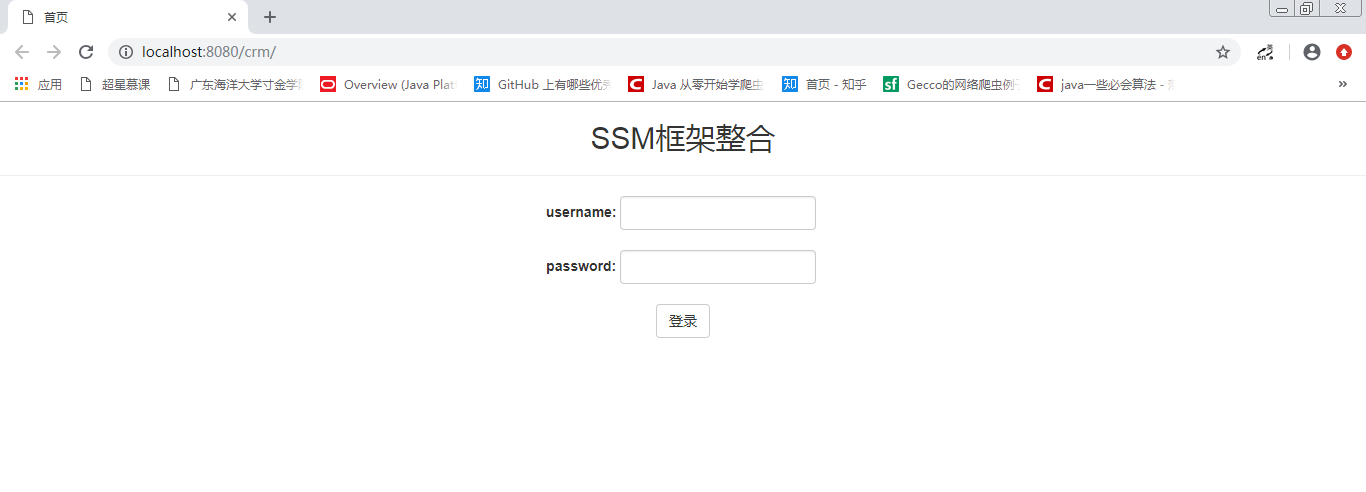 首页
localhost:8080/crm/
应用
超星慕课
广东海洋大学寸金学
Overview (Java Plat
知
GitHub 上有哪些优秀
C
Java 从零开始学爬虫
知
首页 - 知乎
sf
Gecco的网络爬虫例
C
java一些必会算法 -
SSM框架整合
username:
password:
登录